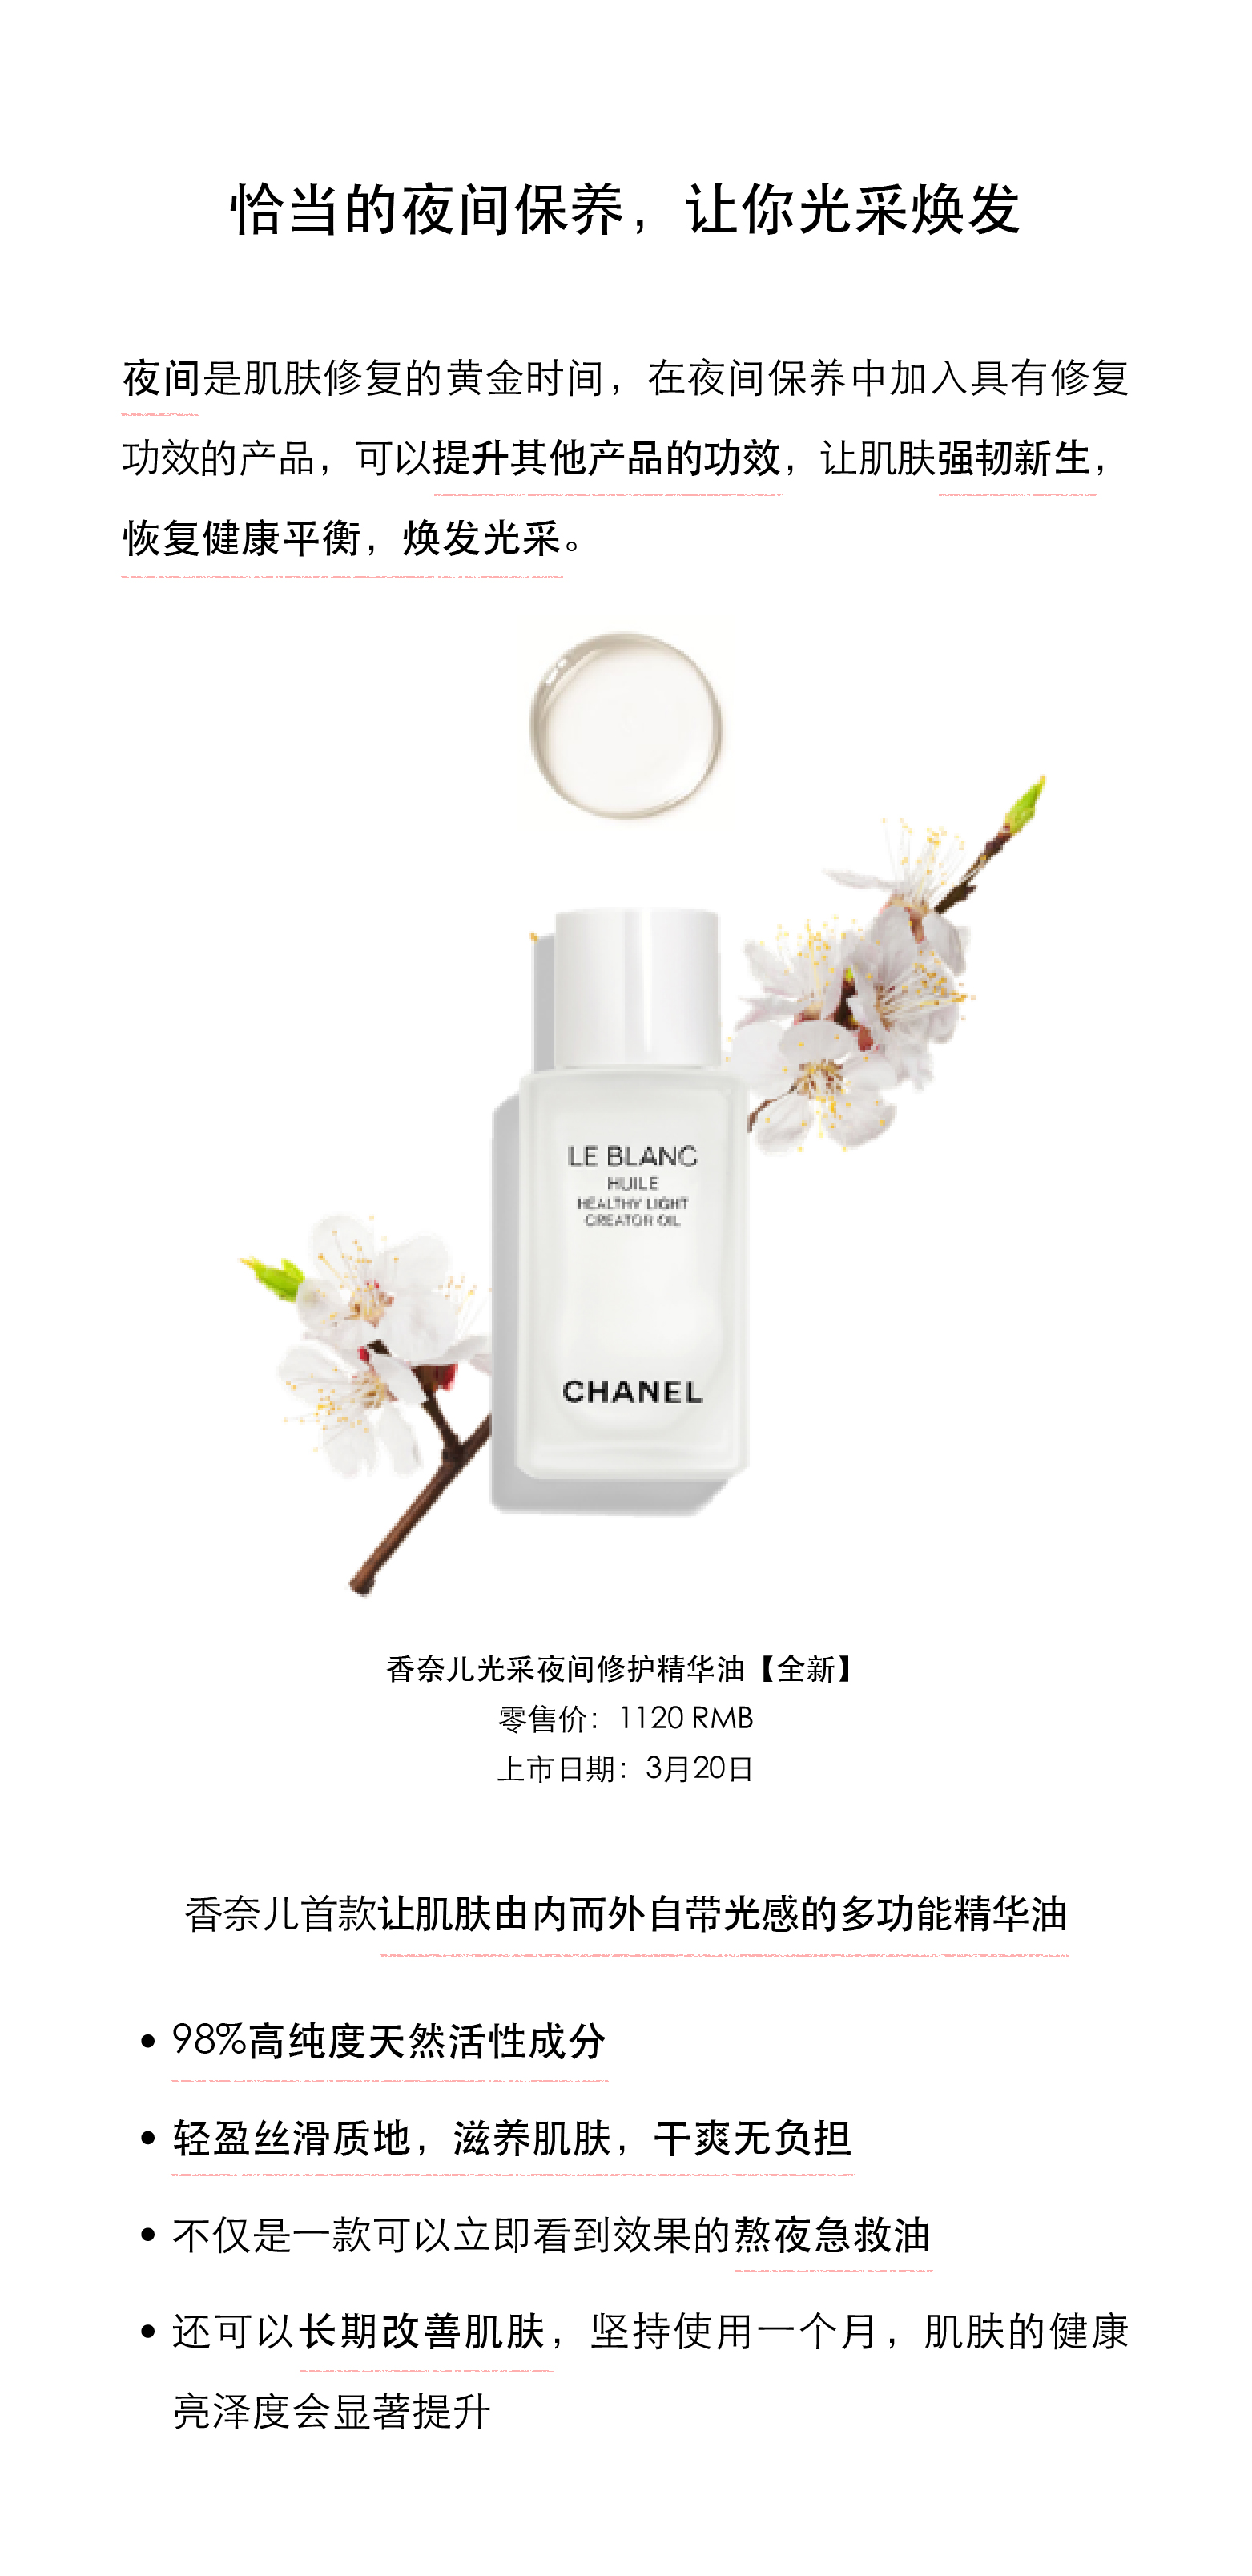 恰当的夜间保养，让你光采焕发
夜间是肌肤修复的黄金时间，在夜间保养中加入具有修复
功效的产品，可以提升其他产品的功效，让肌肤强韧新生，
恢复健康平衡，焕发光采。
LE BLANC
HUILE
HEALTHY LIGHT
CREATOR OIL
CHANEL
香奈儿光采夜间修护精华油【全新】
零售价：1120 RMB
上市日期：3月20日
香奈儿首款让肌肤由内而外自带光感的多功能精华油
• 98%高纯度天然活性成分
• 轻盈丝滑质地，滋养肌肤，干爽无负担
• 不仅是一款可以立即看到效果的熬夜急救油
• 还可以长期改善肌肤，坚持使用一个月，肌肤的健康
亮泽度会显著提升